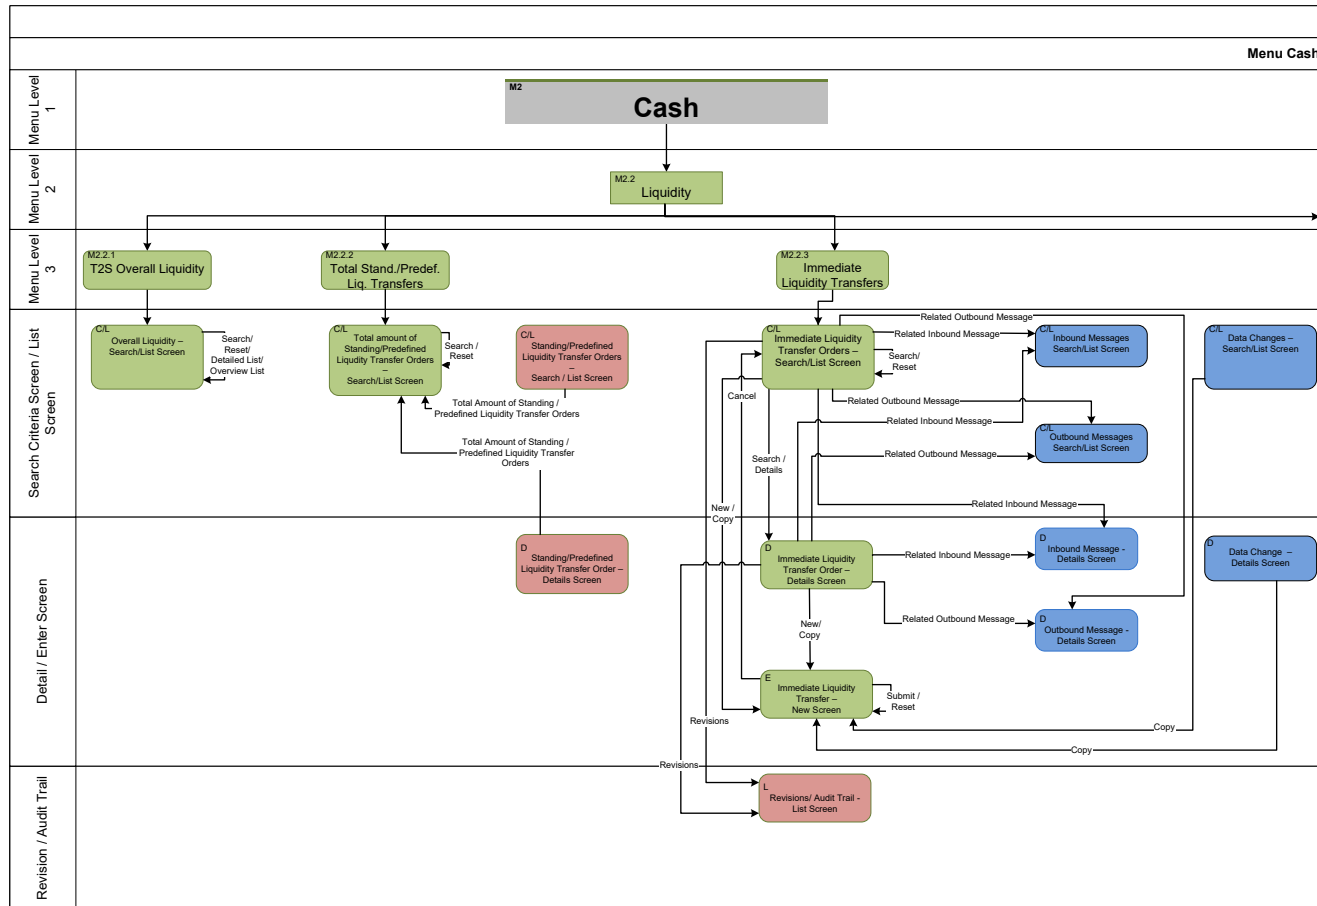 Menu Cash
Menu Level
1
M2
Cash
Menu Level
2
M2.2
Liquidity
Menu Level
3
M2.2.1
T2S Overall Liquidity
M2.2.2
Total Stand./Predef.
Liq. Transfers
M2.2.3
Immediate
Liquidity Transfers
Search Criteria Screen / List
Screen
C/L
Overall Liquidity –
Search/List Screen
Search/
Reset/
Detailed List/
Overview List
C/L
Total amount of
Standing/Predefined
Liqudity Transfer Orders
–
Search/List Screen
Search /
Reset
C/L
Standing/Predefined
Liquidity Transfer Orders
–
Search / List Screen
Total Amount of Standing /
Predefined Liquidity Transfer Orders
Total Amount of Standing /
Predefined Liquidity Transfer
Orders
C/L
Immediate Liquidity
Transfer Orders –
Search/List Screen
Search/
Reset
Related Outbound Message
Related Inbound Message
C/L
Inbound Messages
Search/List Screen
C/L
Data Changes –
Search/List Screen
Cancel
Related Outbound Message
Related Inbound Message
C/L
Outbound Messages
Search/List Screen
Related Outbound Message
Search /
Details
New /
Copy
Related Inbound Message
Detail / Enter Screen
D
Standing/Predefined
Liquidity Transfer Order –
Details Screen
D
Immediate Liquidity
Transfer Order –
Details Screen
Related Inbound Message
D
Inbound Message -
Details Screen
D
Data Change –
Details Screen
New/
Copy
Related Outbound Message
D
Outbound Message -
Details Screen
E
Immediate Liquidity
Transfer –
New Screen
Submit /
Reset
Revisions
Copy
Copy
Revisions
Revision / Audit Trail
L
Revisions/ Audit Trail -
List Screen